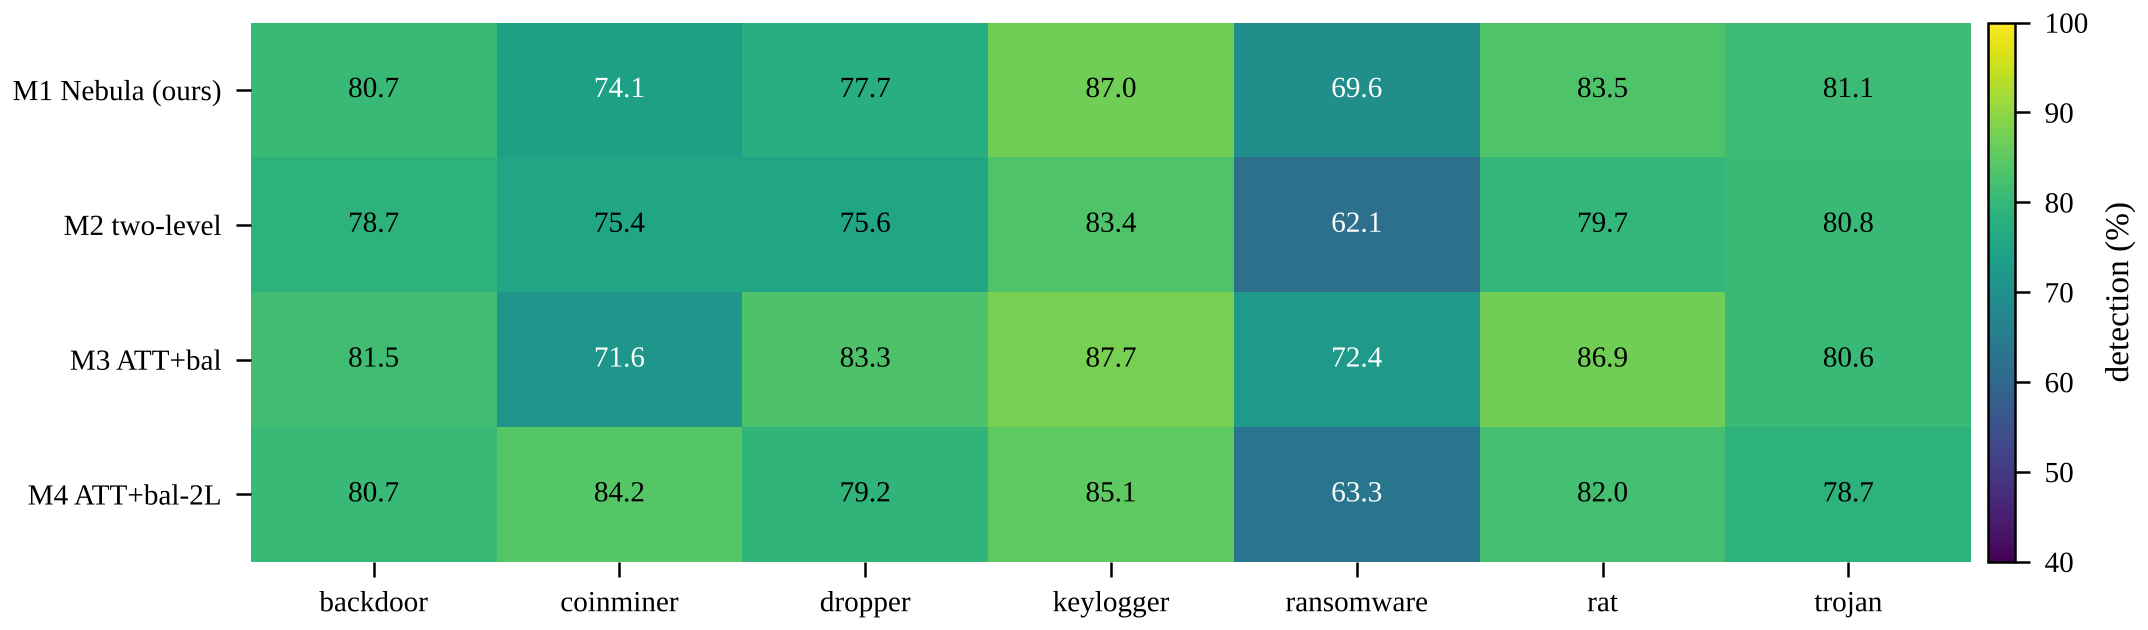 M1 Nebula (ours) 80.7 74.1 77.7 87.0 69.6 83.5 81.1
M2 two-level 78.7 75.4 75.6 83.4 62.1 79.7 80.8
M3 ATT+bal 81.5 71.6 83.3 87.7 72.4 86.9 80.6
M4 ATT+bal-2L 80.7 84.2 79.2 85.1 63.3 82.0 78.7
backdoor coinminer dropper keylogger ransomware rat trojan
100
90
80
70
60
50
40
detection (%)